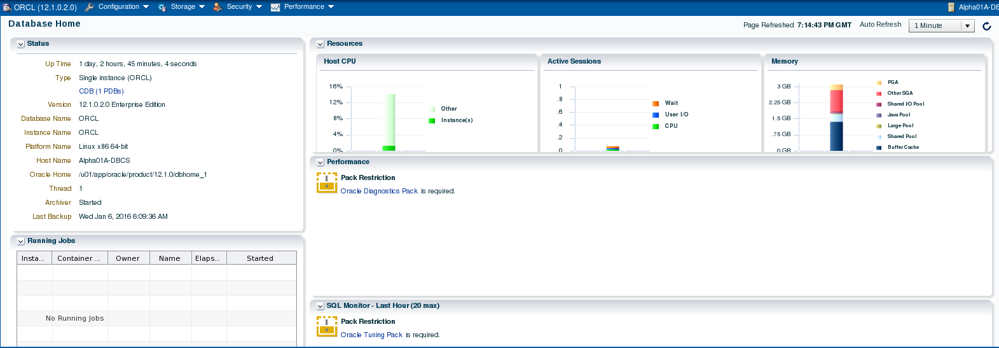 ORCL (12.1.0.2.0) Configuration Storage Security Performance Alpha01A-DBC
Database Home
Page Refreshed 7:14:43 PM GMT Auto Refresh 1 Minute
Status
Up Time 1 day, 2 hours, 45 minutes, 4 seconds
Type Single instance (ORCL)
CDB (1 PDBs)
Version 12.1.0.2.0 Enterprise Edition
Database Name ORCL
Instance Name ORCL
Platform Name Linux x86 64-bit
Host Name Alpha01A-DBCS
Oracle Home /u01/app/oracle/product/12.1.0/dbhome_1
Thread 1
Archiver Started
Last Backup Wed Jan 6, 2016 6:09:36 AM
Running Jobs
Insta... Container ... Owner Name Elaps... Started
No Running Jobs
Resources
Host CPU
16%
12%
8%
4%
0%
Other
Instance(s)
Active Sessions
1
.8
.6
.4
.2
0
Wait
User I/O
CPU
Memory
3 GB
2.25 GB
1.5 GB
.75 GB
0 GB
PGA
Other SGA
Shared I/O Pool
Java Pool
Large Pool
Shared Pool
Buffer Cache
Performance
Pack Restriction
Oracle Diagnostics Pack is required.
SQL Monitor - Last Hour (20 max)
Pack Restriction
Oracle Tuning Pack is required.